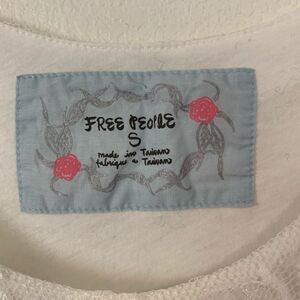 FREE PEOPLE
S
made in Taiwan
fabriqué à Taiwan